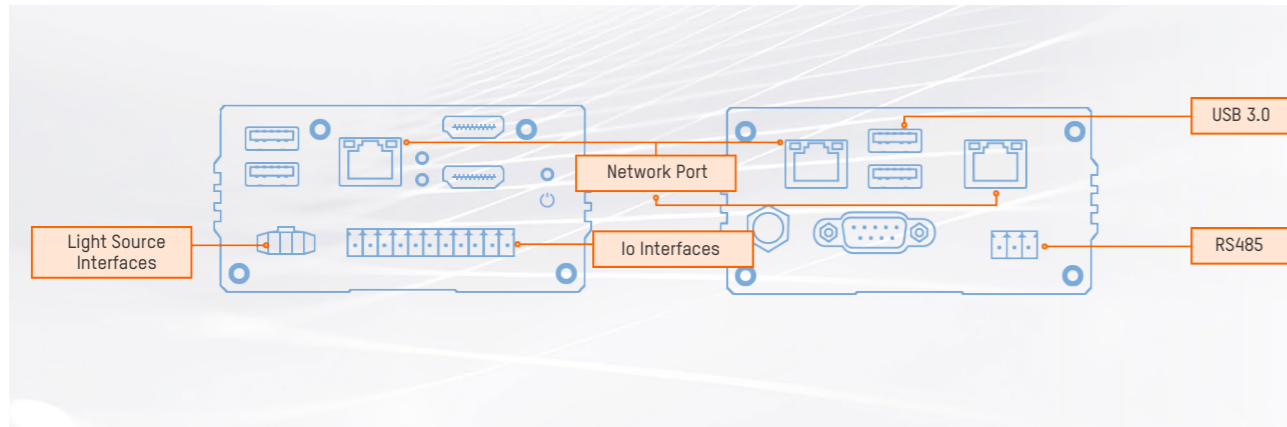 USB 3.0
Network Port
Light Source
Interfaces
Io Interfaces
RS485